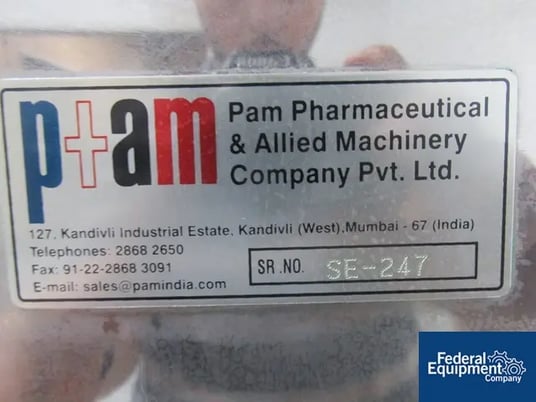 p+am
Pam Pharmaceutical
& Allied Machinery
Company Pvt. Ltd.
127, Kandivli Industrial Estate, Kandivli (West),Mumbai - 67 (India)
Telephones: 2868 2650
Fax: 91-22-2868 3091
E-mail: sales@pamindia.com
SR.NO. SE-247
Federal
Equipment
Company